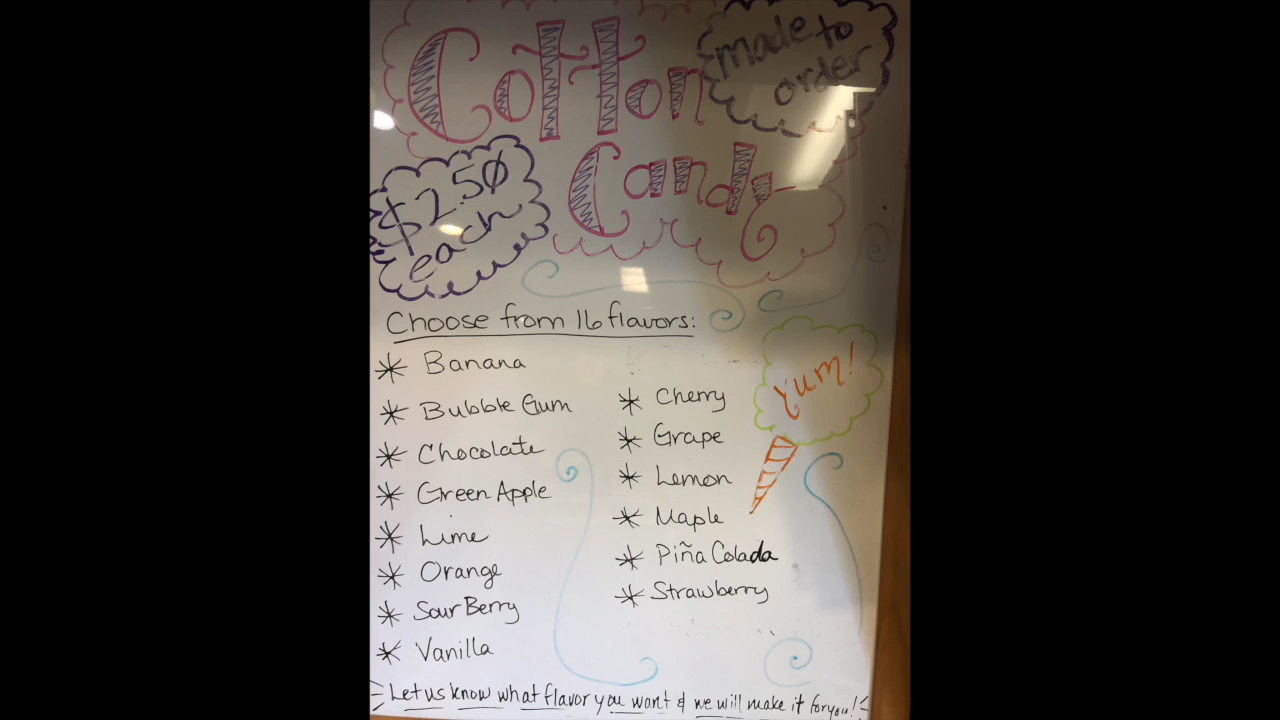 Cotton
made to
order
Candy
$2.50
each
Choose from 16 flavors:
Banana
Bubble Gum
Chocolate
Green Apple
Lime
Orange
Sour Berry
Vanilla
Cherry
Grape
Lemon
Maple
Piña Colada
Strawberry
Yum!
Let us know what flavor you want & we will make it for you!